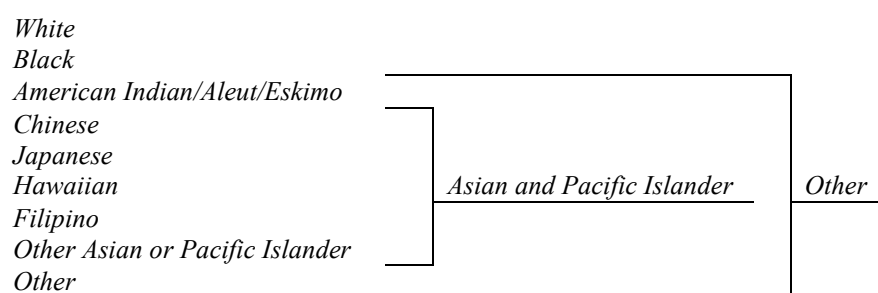 White
Black
American Indian/Aleut/Eskimo
Chinese
Japanese
Hawaiian Asian and Pacific Islander Other
Filipino
Other Asian or Pacific Islander
Other